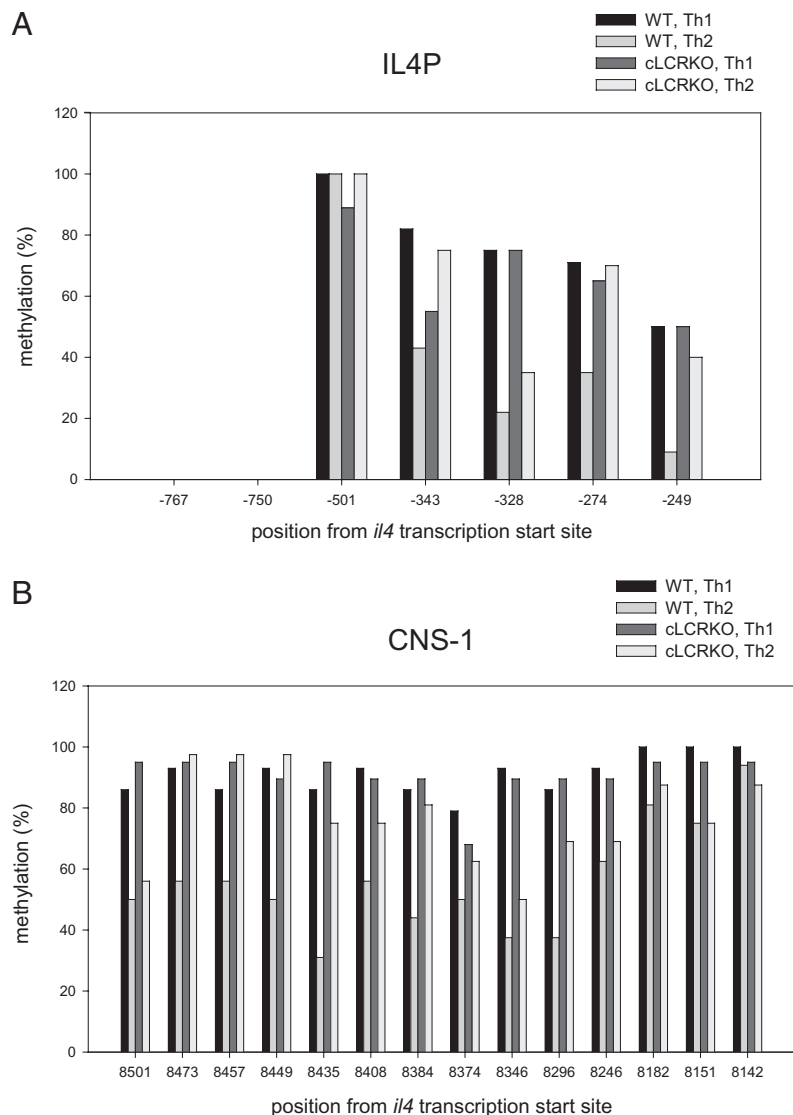 A
WT, Th1
WT, Th2
cLCRKO, Th1
cLCRKO, Th2
IL4P
120
100
80
60
40
20
0
methylation (%)
-767 -750 -501 -343 -328 -274 -249
position from il4 transcription start site
B
WT, Th1
WT, Th2
cLCRKO, Th1
cLCRKO, Th2
CNS-1
120
100
80
60
40
20
0
methylation (%)
8501 8473 8457 8449 8435 8408 8384 8374 8346 8296 8246 8182 8151 8142
position from il4 transcription start site